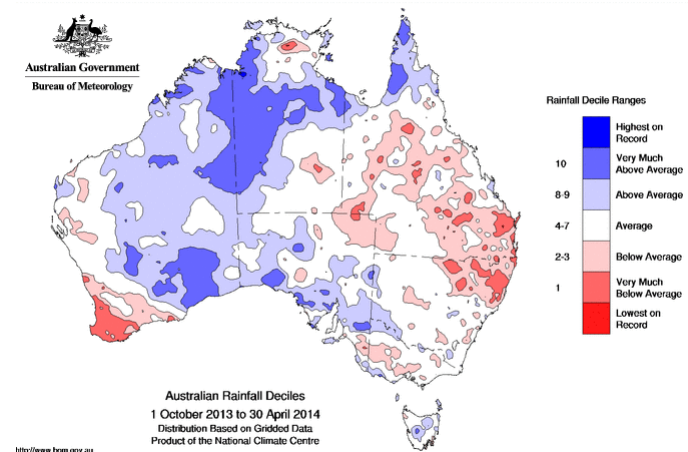 Australian Government
Bureau of Meteorology
Rainfall Decile Ranges
Highest on
Record
10
Very Much
Above Average
8-9
Above Average
4-7
Average
2-3
Below Average
1
Very Much
Below Average
Lowest on
Record
Australian Rainfall Deciles
1 October 2013 to 30 April 2014
Distribution Based on Gridded Data
Product of the National Climate Centre
http://www.bom.gov.au